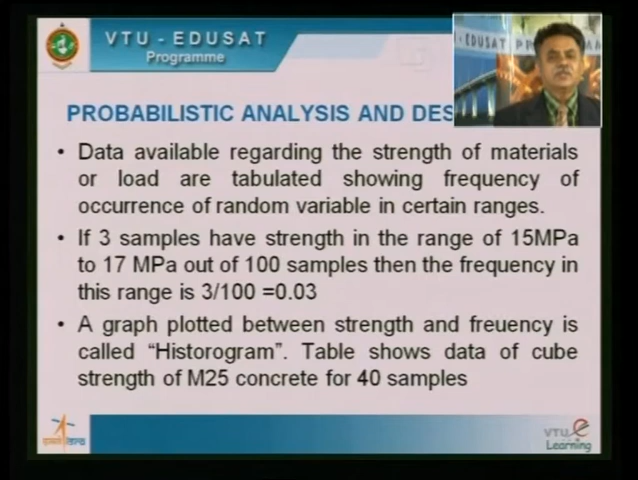 VTU - EDUSAT
Programme
- EDUSAT PR
PROBABILISTIC ANALYSIS AND DES
• Data available regarding the strength of materials
or load are tabulated showing frequency of
occurrence of random variable in certain ranges.
• If 3 samples have strength in the range of 15MPa
to 17 MPa out of 100 samples then the frequency in
this range is 3/100 =0.03
• A graph plotted between strength and freuency is
called “Historogram”. Table shows data of cube
strength of M25 concrete for 40 samples
VTU e
Learning